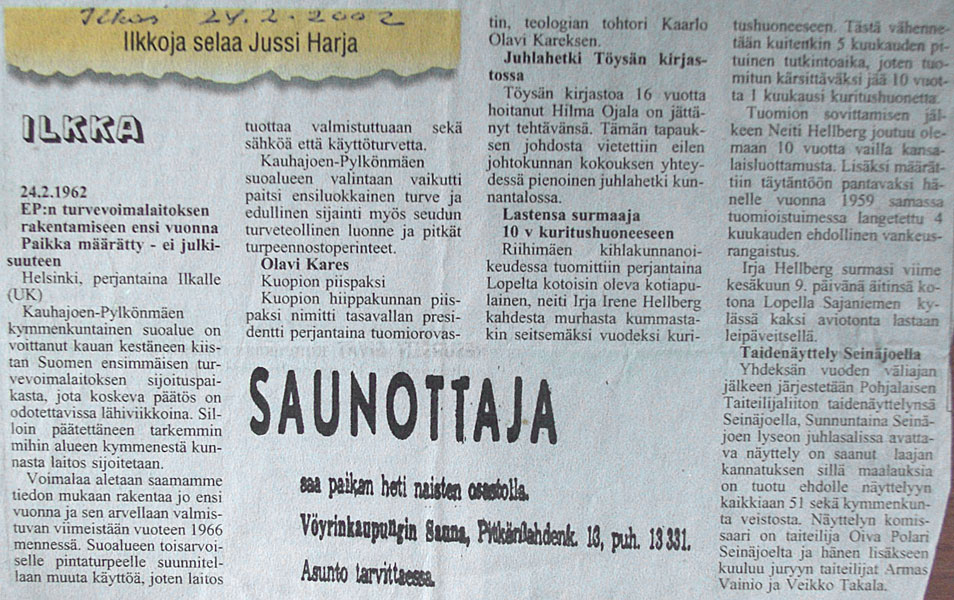 Ilkas 24.2.2002
Ilkkoja selaa Jussi Harja
ILKKA
24.2.1962
EP:n turvevoimalaitoksen
rakentamiseen ensi vuonna
Paikka määrätty - ei julki-
suuteen
Helsinki, perjantaina Ilkalle
(UK)
Kauhajoen-Pylkönmäen
kymmenkuntainen suoalue on
voittanut kauan kestäneen kiis-
tan Suomen ensimmäisen tur-
vevoimalaitoksen sijoituspai-
kasta, jota koskeva päätös on
odotettavissa lähiviikkoina. Sil-
loin päätettäneen tarkemmin
mihin alueen kymmenestä kun-
nasta laitos sijoitetaan.
Voimalaa aletaan saamamme
tiedon mukaan rakentaa jo ensi
vuonna ja sen arvellaan valmis-
tuvan viimeistään vuoteen 1966
mennessä. Suoalueen toisarvoi-
selle pintaturpeelle suunnitel-
laan muuta käyttöä, joten laitos
tuottaa valmistuttuaan sekä
sähköä että käyttöturvetta.
Kauhajoen-Pylkönmäen
suoalueen valintaan vaikutti
paitsi ensiluokkainen turve ja
edullinen sijainti myös seudun
turveteollinen luonne ja pitkät
turpeennostoperinteet.
Olavi Kares
Kuopion piispaksi
Kuopion hiippakunnan piis-
paksi nimitti tasavallan presi-
dentti perjantaina tuomiorovas-
tin, teologian tohtori Kaarlo
Olavi Kareksen.
Juhlahetki Töysän kirjas-
tossa
Töysän kirjastoa 16 vuotta
hoitanut Hilma Ojala on jättä-
nyt tehtävänsä. Tämän tapauk-
sen johdosta vietettiin eilen
johtokunnan kokouksen yhtey-
dessä pienoinen juhlahetki kun-
nantalossa.
Lastensa surmaaja
10 v kuritushuoneeseen
Riihimäen kihlakunnanoi-
keudessa tuomittiin perjantaina
Lopelta kotoisin oleva kotiapu-
lainen, neiti Irja Irene Hellberg
kahdesta murhasta kummasta-
kin seitsemäksi vuodeksi kuri-
tushuoneeseen. Tästä vähenne-
tään kuitenkin 5 kuukauden pi-
tuinen tutkintoaika, joten tuo-
mitun kärsittäväksi jää 10 vuot-
ta 1 kuukausi kuritushuonetta.
Tuomion sovittamisen jäl-
keen Neiti Hellberg joutuu ole-
maan 10 vuotta vailla kansa-
laisluottamusta. Lisäksi määrät-
tiin täytäntöön pantavaksi hä-
nelle vuonna 1959 samassa
tuomioistuimessa langetettu 4
kuukauden ehdollinen vankeus-
rangaistus.
Irja Hellberg surmasi viime
kesäkuun 9. päivänä äitinsä ko-
tona Lopella Sajaniemen ky-
lässä kaksi aviotonta lastaan
leipäveitsellä.
Taidenäyttely Seinäjoella
Yhdeksän vuoden väliajan
jälkeen järjestetään Pohjalaisen
Taiteilijaliiton taidenäyttelynsä
Seinäjoella, Sunnuntaina Seinä-
joen lyseon juhlasalissa avatta-
va näyttely on saanut laajan
kannatuksen sillä maalauksia
on tuotu ehdolle näyttelyyn
kaikkiaan 51 sekä kymmenkun-
ta veistosta. Näyttelyn komis-
saari on taiteilija Oiva Polari
Seinäjoelta ja hänen lisäkseen
kuuluu juryyn taiteilijat Armas
Vainio ja Veikko Takala.
SAUNOTTAJA
saa paikan heti naisten osastolla.
Vöyrinkaupungin Sauna, Pitkänlahdenk. 13, puh. 13 331.
Asunto tarvittaessa.